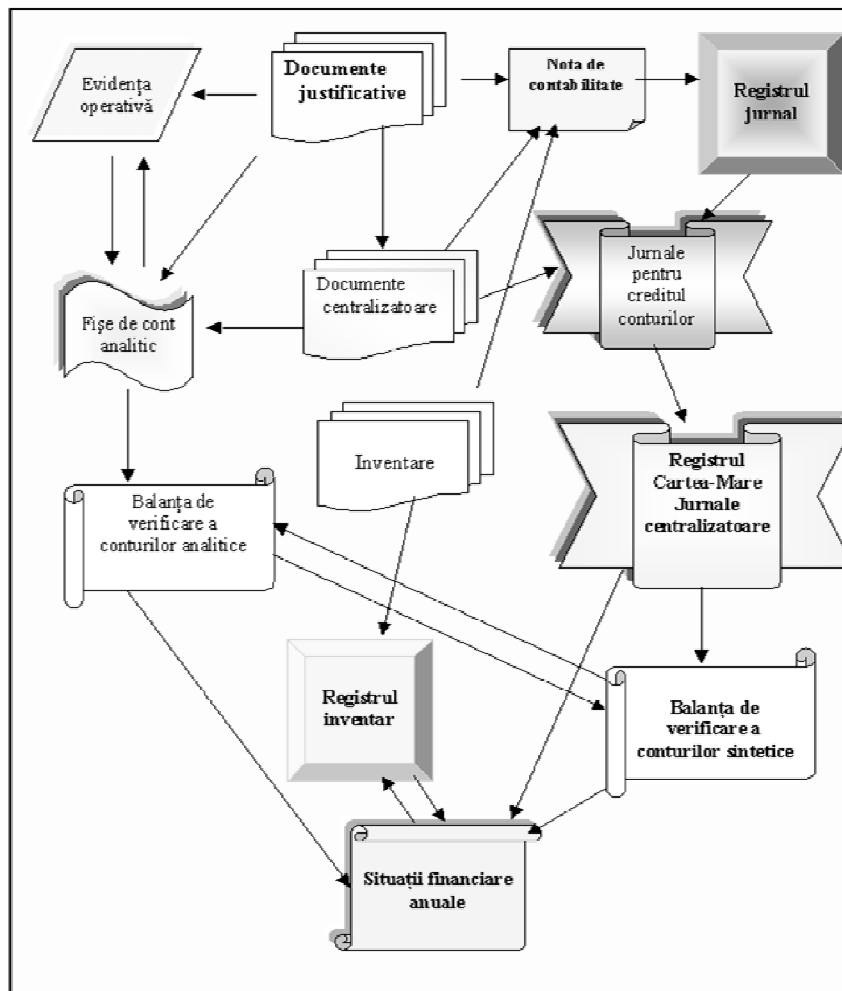 Evidența
operativă
Documente
justificative
Nota de
contabilitate
Registrul
jurnal
Jurnale
pentru
creditul
conturilor
Documente
centralizatoare
Fișe de cont
analitic
Inventare
Registrul
Cartea-Mare
Jurnale
centralizatoare
Balanța de
verificare a
conturilor analitice
Registrul
inventar
Balanța de
verificare a
conturilor sintetice
Situații financiare
anuale